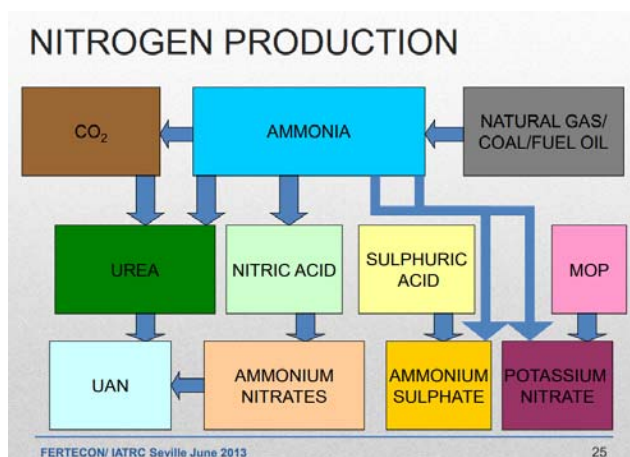 NITROGEN PRODUCTION
CO₂
AMMONIA
NATURAL GAS/
COAL/FUEL OIL
UREA
NITRIC ACID
SULPHURIC
ACID
MOP
UAN
AMMONIUM
NITRATES
AMMONIUM
SULPHATE
POTASSIUM
NITRATE
FERTECON/ IATRC Seville June 2013
25